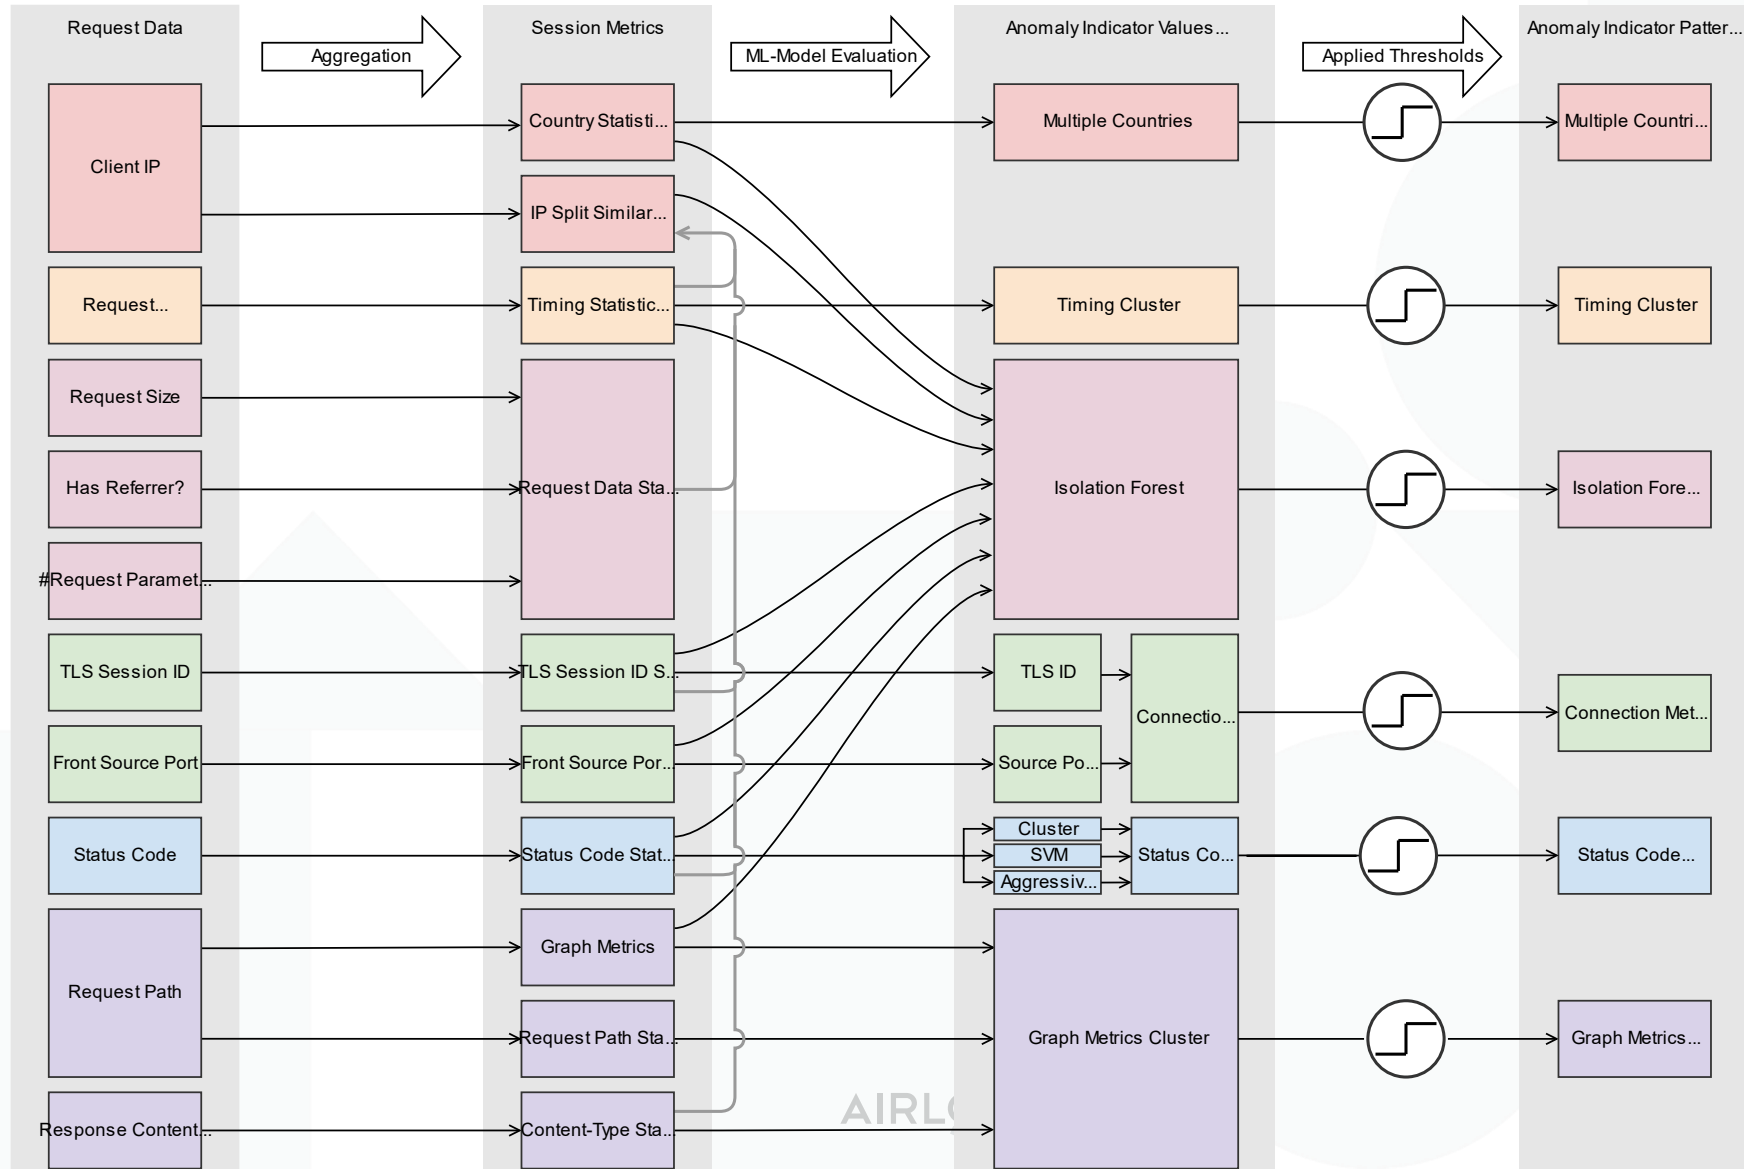 Request Data
Session Metrics
Anomaly Indicator Values...
Anomaly Indicator Patter...
Aggregation
ML-Model Evaluation
Applied Thresholds
Client IP
Country Statisti...
Multiple Countries
Multiple Countri...
IP Split Similar...
Request...
Timing Statistic...
Timing Cluster
Timing Cluster
Request Size
Has Referrer?
Request Data Sta...
Isolation Forest
Isolation Fore...
#Request Paramet...
TLS Session ID
TLS Session ID S...
TLS ID
Connectio...
Connection Met...
Front Source Port
Front Source Por...
Source Po...
Status Code
Status Code Stat...
Cluster
SVM
Aggressiv...
Status Co...
Status Code...
Request Path
Graph Metrics
Request Path Sta...
Graph Metrics Cluster
Graph Metrics...
Response Content...
Content-Type Sta...